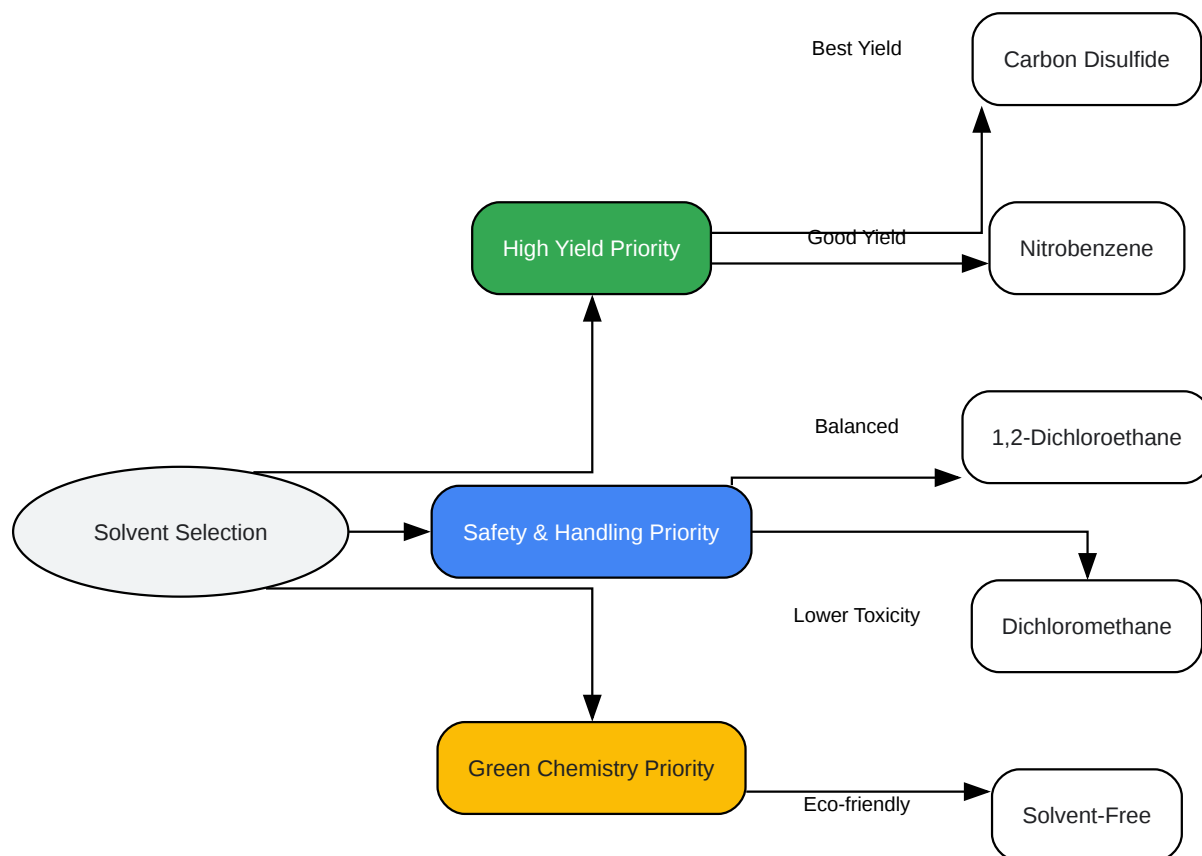 Best Yield
Carbon Disulfide
High Yield Priority
Good Yield
Nitrobenzene
Balanced
1,2-Dichloroethane
Solvent Selection
Safety & Handling Priority
Lower Toxicity
Dichloromethane
Green Chemistry Priority
Eco-friendly
Solvent-Free